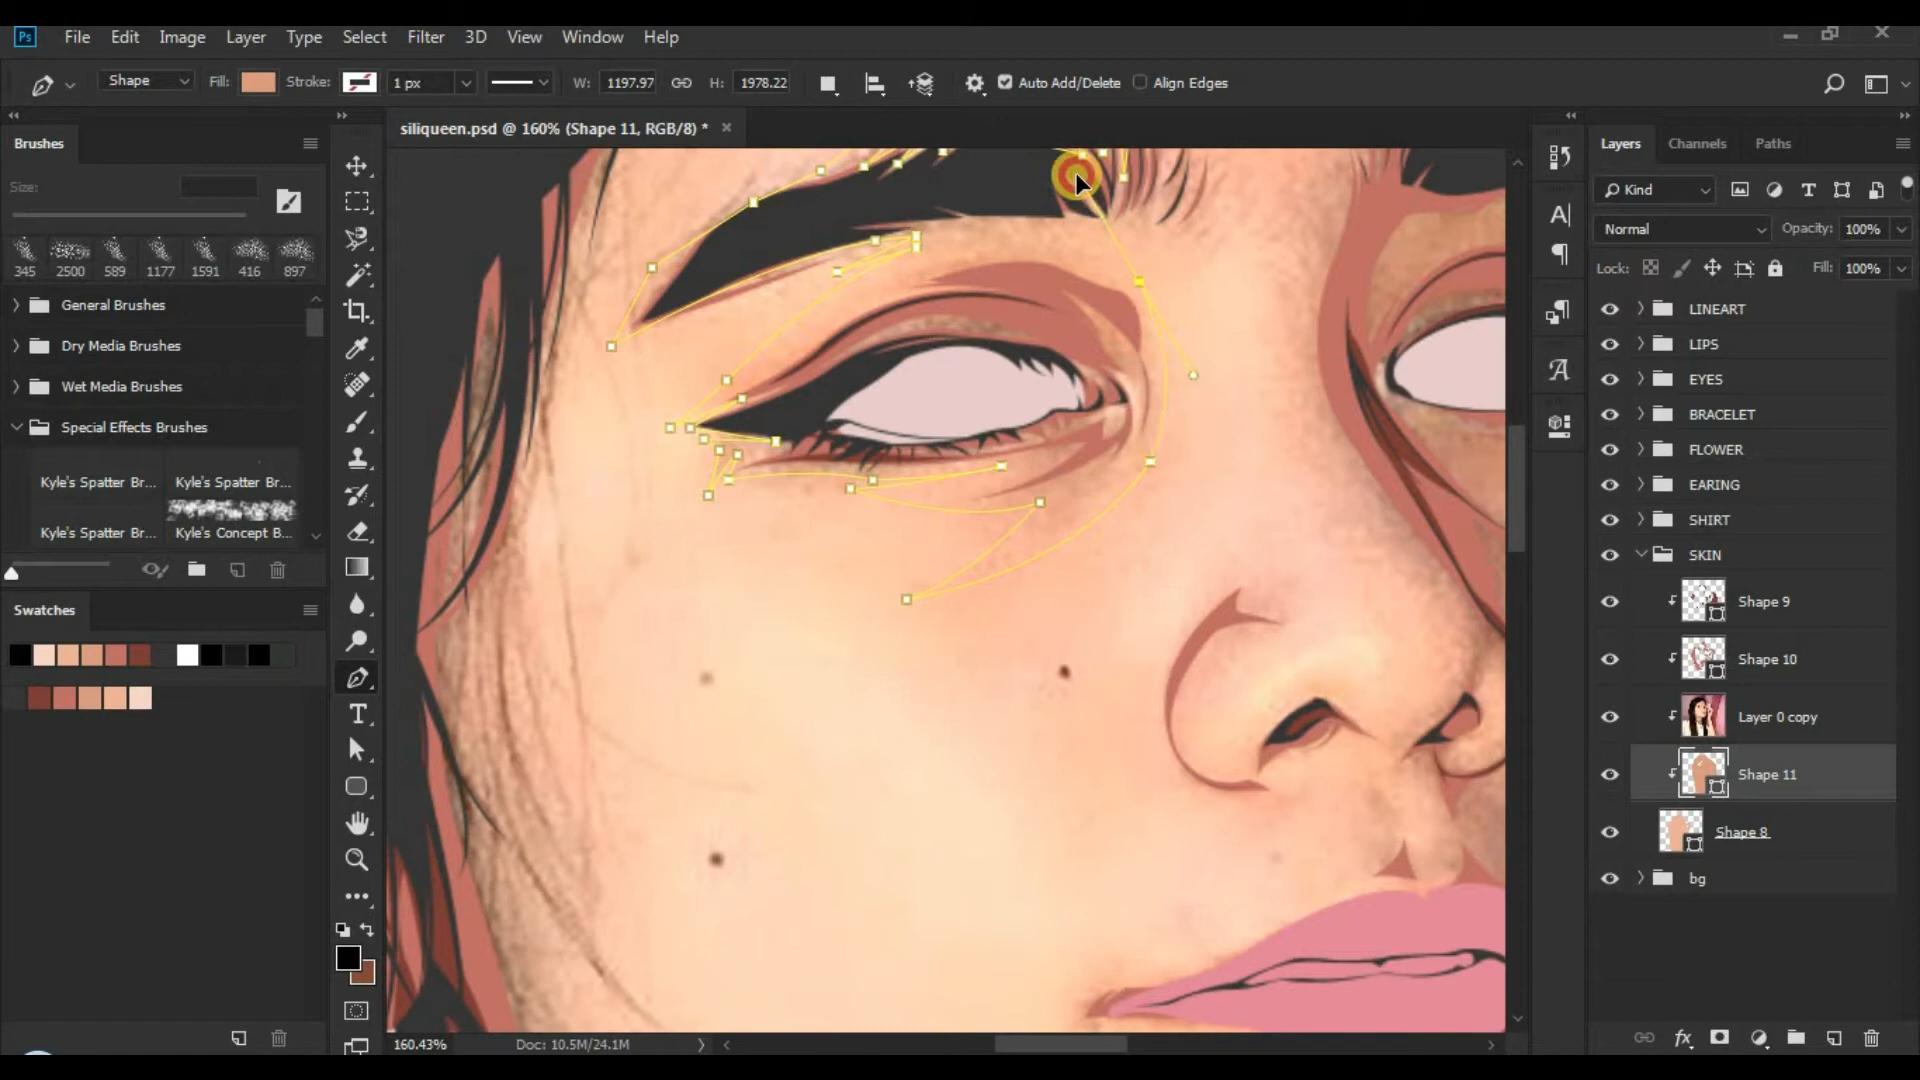 Ps File Edit Image Layer Type Select Filter 3D View Window Help
Shape Fill: Stroke: 1 px W: 1197.97 H: 1978.22 Auto Add/Delete Align Edges
siliqueen.psd @ 160% (Shape 11, RGB/8) *
Brushes
Size:
345 2500 589 1177 1591 416 897
General Brushes
Dry Media Brushes
Wet Media Brushes
Special Effects Brushes
Kyle's Spatter Br... Kyle's Spatter Br...
Kyle's Spatter Br... Kyle's Concept B...
Swatches
160.43% Doc: 10.5M/24.1M
Layers Channels Paths
Kind
Normal Opacity: 100%
Lock: Fill: 100%
LINEART
LIPS
EYES
BRACELET
FLOWER
EARING
SHIRT
SKIN
Shape 9
Shape 10
Layer 0 copy
Shape 11
Shape 8
bg